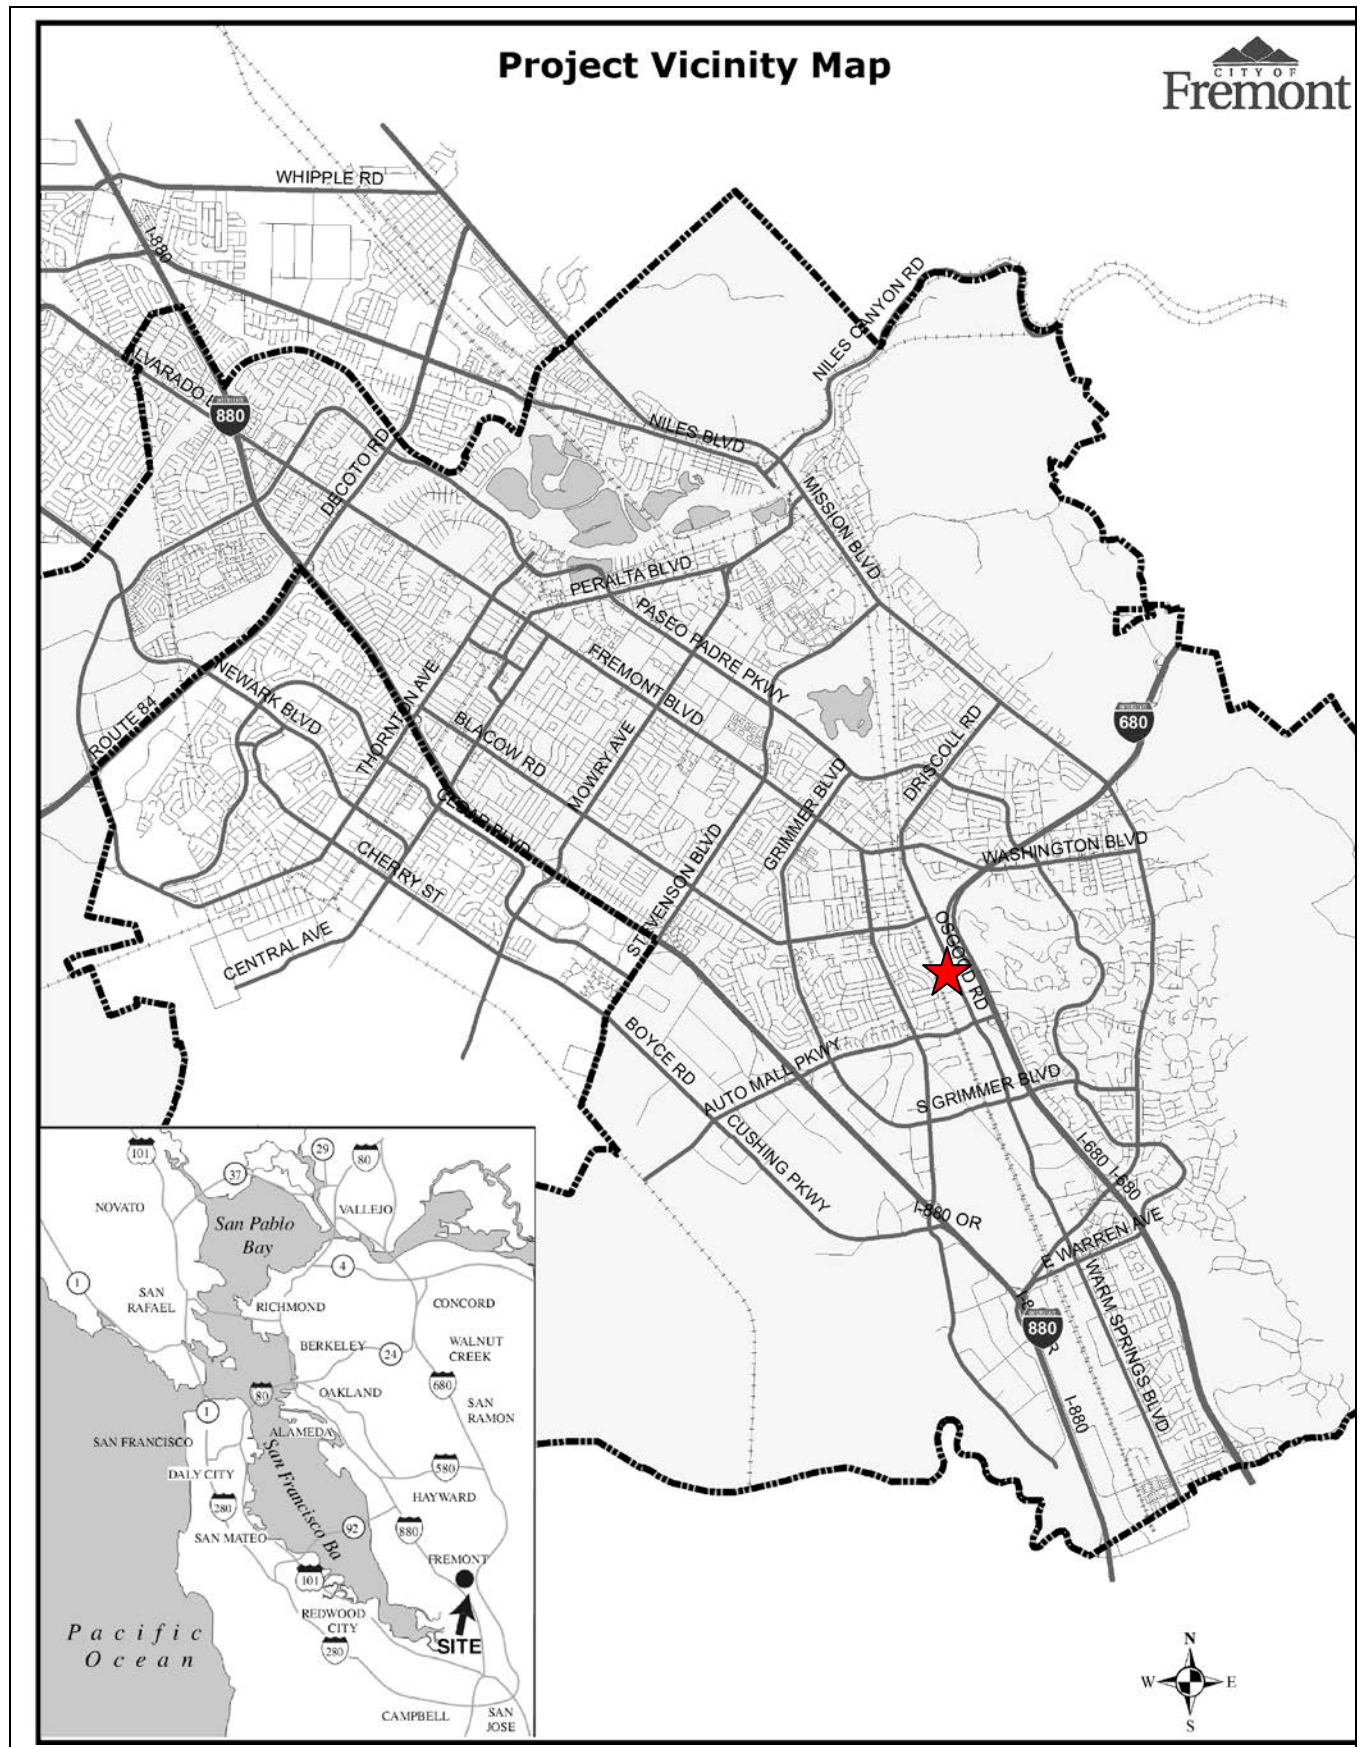 Project Vicinity Map
CITY OF
Fremont
WHIPPLE RD
I-880
NILES CANYON RD
880
NILES BLVD
DECOTO RD
MISSION BLVD
PERALTA BLVD
PASEO PADRE PKWY
FREMONT BLVD
NEWARK BLVD
ROUTE 84
THORNTON AVE
BLACOW RD
MOWRY AVE
680
DRISCOLL RD
GRIMMER BLVD
CEDAR BLVD
STEVENSON BLVD
WASHINGTON BLVD
CHERRY ST
CENTRAL AVE
OSGOOD RD
BOYCE RD
AUTO MALL PKWY
S GRIMMER BLVD
CUSHING PKWY
I-680 I-680
I-880 OR
E WARREN AVE
WARM SPRINGS BLVD
880
I-880
101
37
29
80
NOVATO
VALLEJO
San Pablo
Bay
1
4
SAN
RAFAEL
RICHMOND
CONCORD
BERKELEY
24
WALNUT
CREEK
80
OAKLAND
680
1
SAN
RAMON
SAN FRANCISCO
ALAMEDA
San Francisco Ba
DALY CITY
580
280
HAYWARD
SAN MATEO
92
880
FREMONT
101
REDWOOD
CITY
280
SITE
Pacific
Ocean
CAMPBELL
SAN
JOSE
N
W
E
S